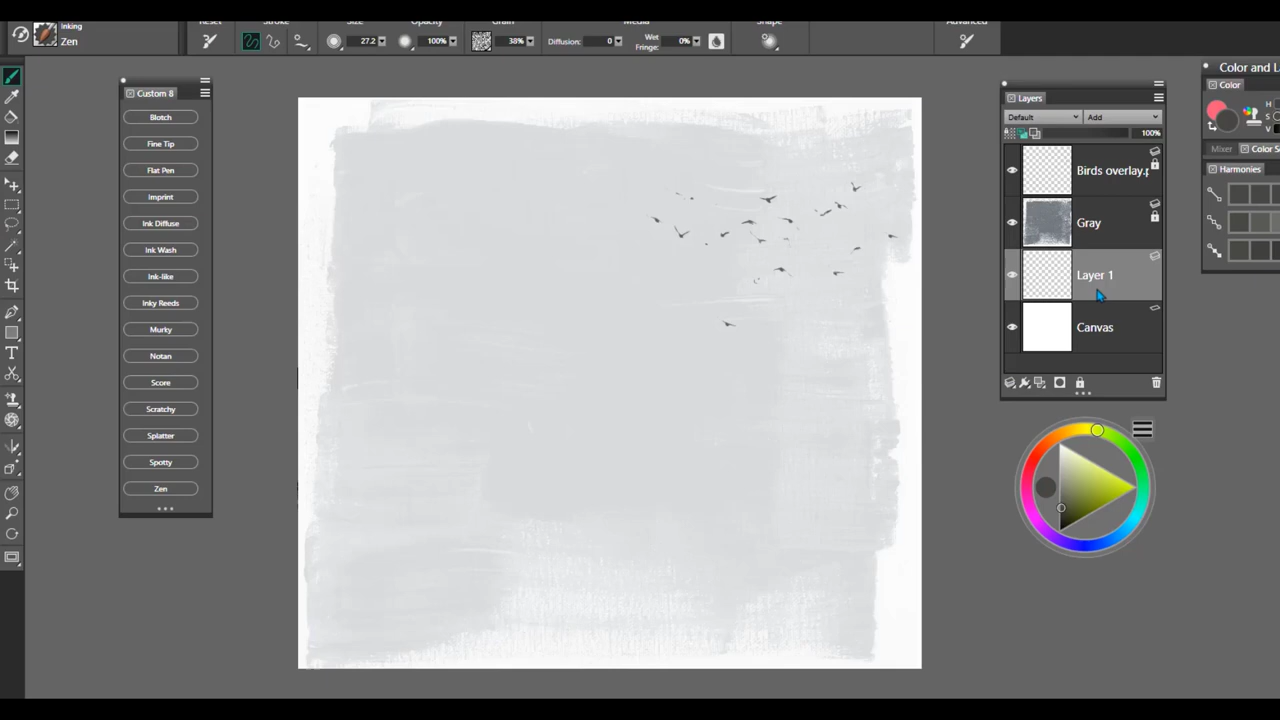 Inking
Zen
Reset
Stroke
Size
27.2
Opacity
100%
Grain
38%
Media
Diffusion: 0
Wet Fringe: 0%
Shape
Advanced
Custom 8
Blotch
Fine Tip
Flat Pen
Imprint
Ink Diffuse
Ink Wash
Ink-like
Inky Reeds
Murky
Notan
Score
Scratchy
Splatter
Spotty
Zen
Layers
Default
Add
100%
Birds overlay.p
Gray
Layer 1
Canvas
Color and La
Color
H
S
V
Mixer
Color S
Harmonies